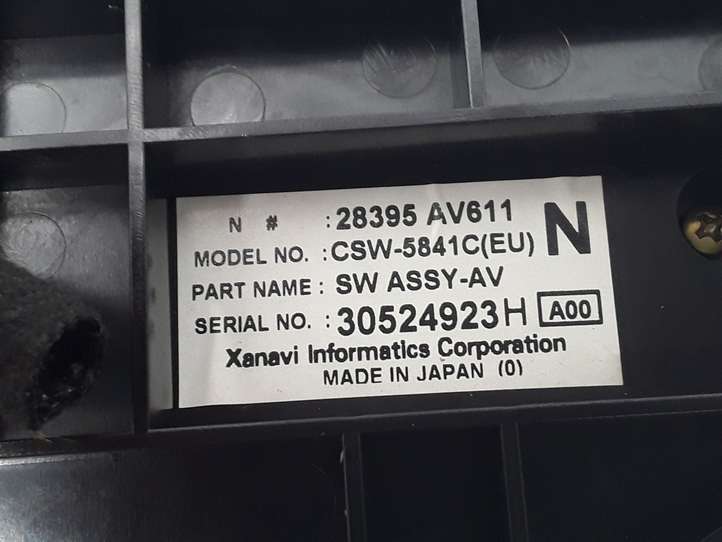 N # : 28395 AV611
MODEL NO. : CSW-5841C(EU) N
PART NAME : SW ASSY-AV
SERIAL NO. : 30524923H A00
Xanavi Informatics Corporation
MADE IN JAPAN (0)